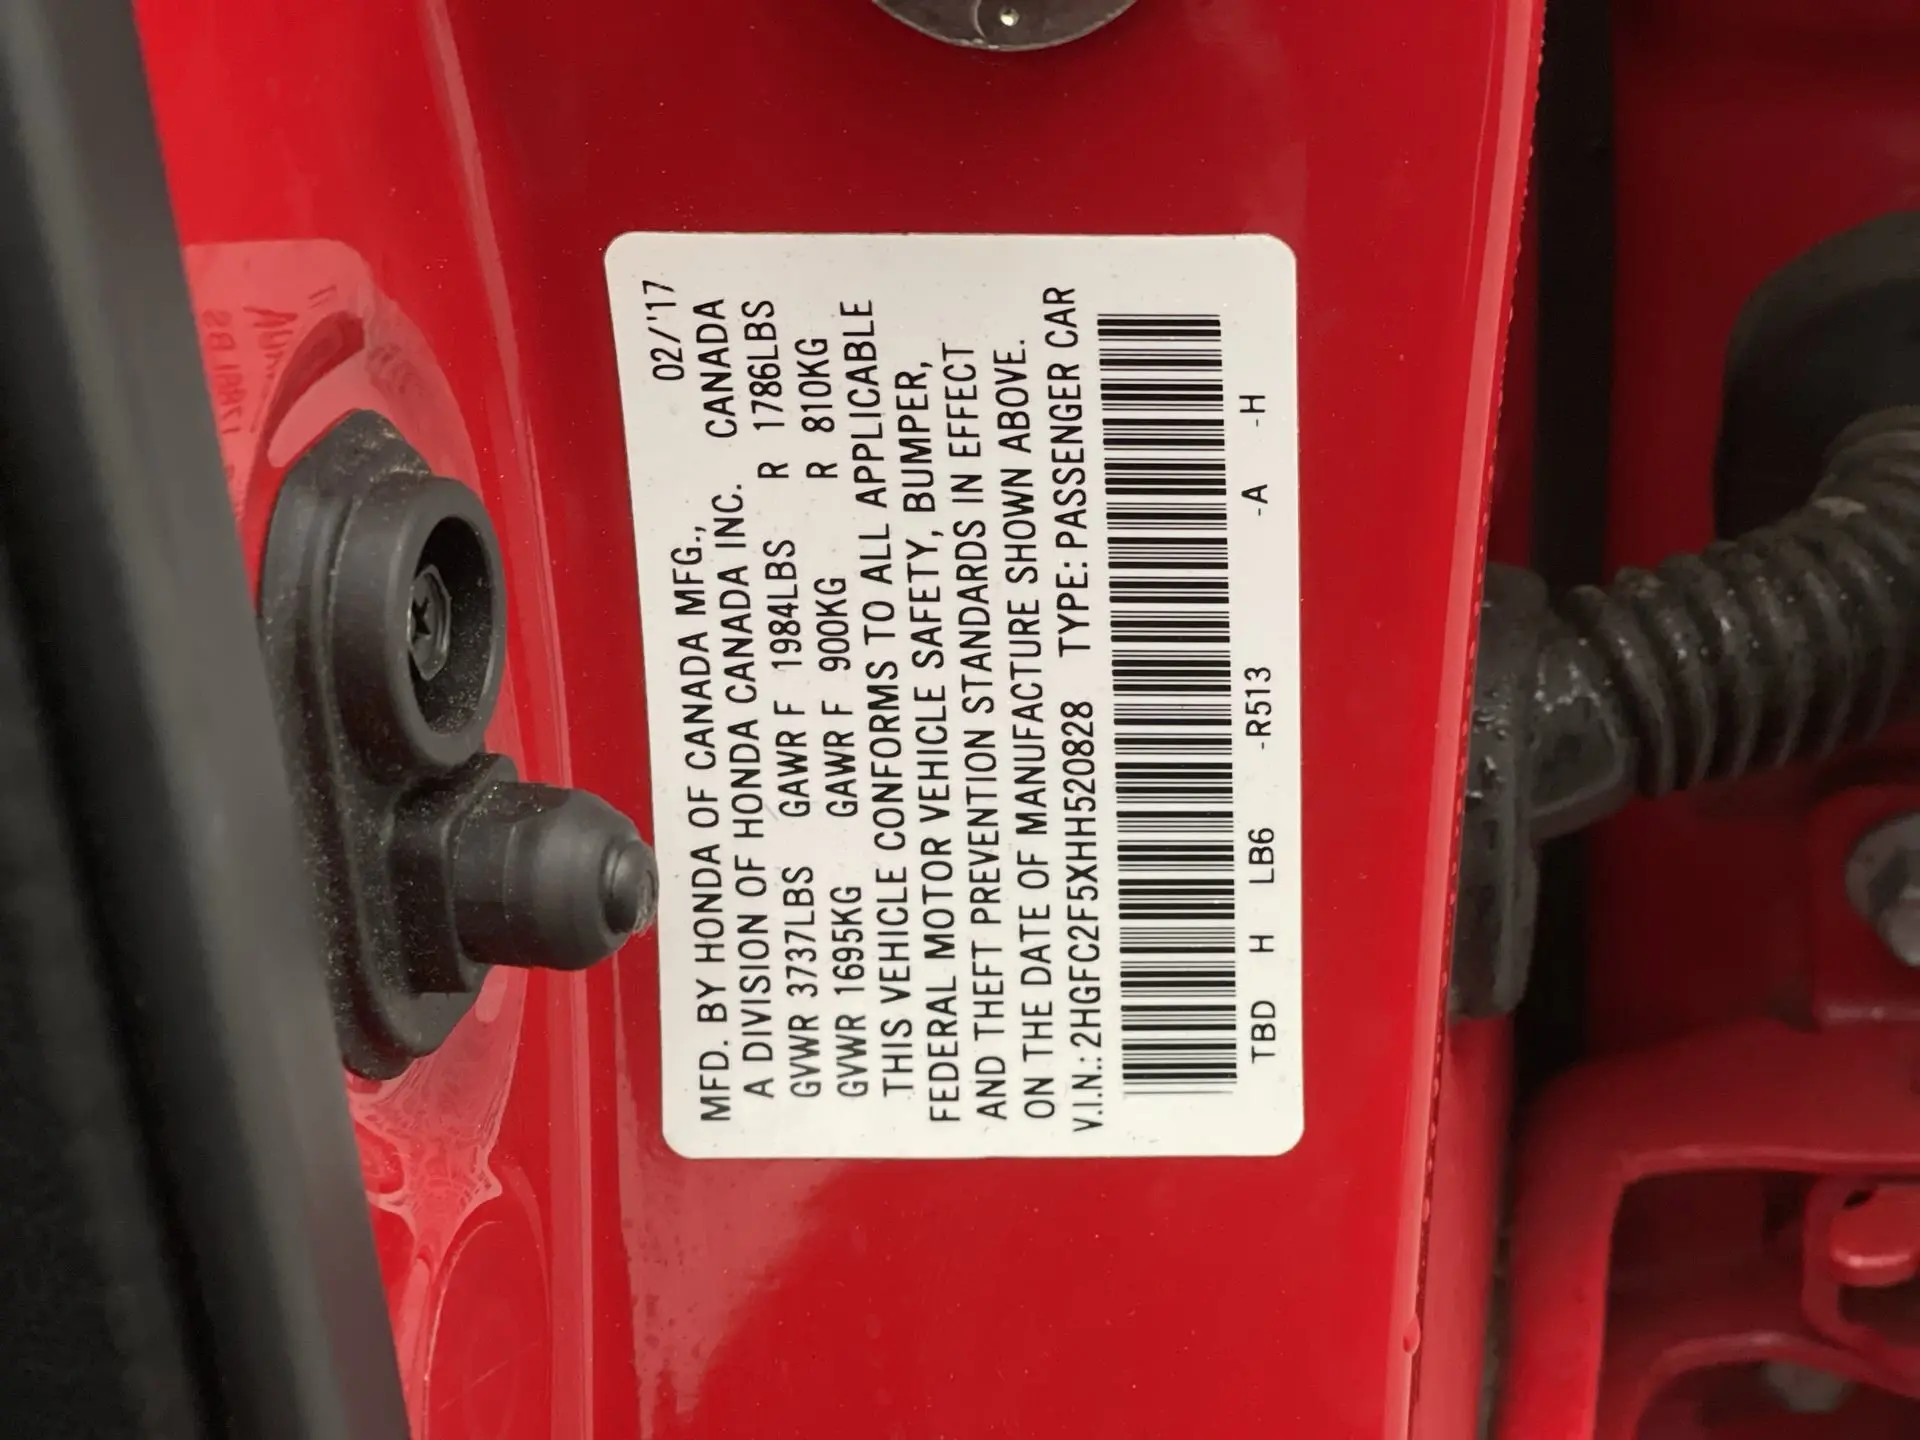 02/'17
MFD. BY HONDA OF CANADA MFG.,
A DIVISION OF HONDA CANADA INC. CANADA
GVWR 3737LBS GAWR F 1984LBS R 1786LBS
GVWR 1695KG GAWR F 900KG R 810KG
THIS VEHICLE CONFORMS TO ALL APPLICABLE
FEDERAL MOTOR VEHICLE SAFETY, BUMPER,
AND THEFT PREVENTION STANDARDS IN EFFECT
ON THE DATE OF MANUFACTURE SHOWN ABOVE.
V.I.N.: 2HGFC2F5XHH520828 TYPE: PASSENGER CAR
TBD H LB6 -R513 -A -H